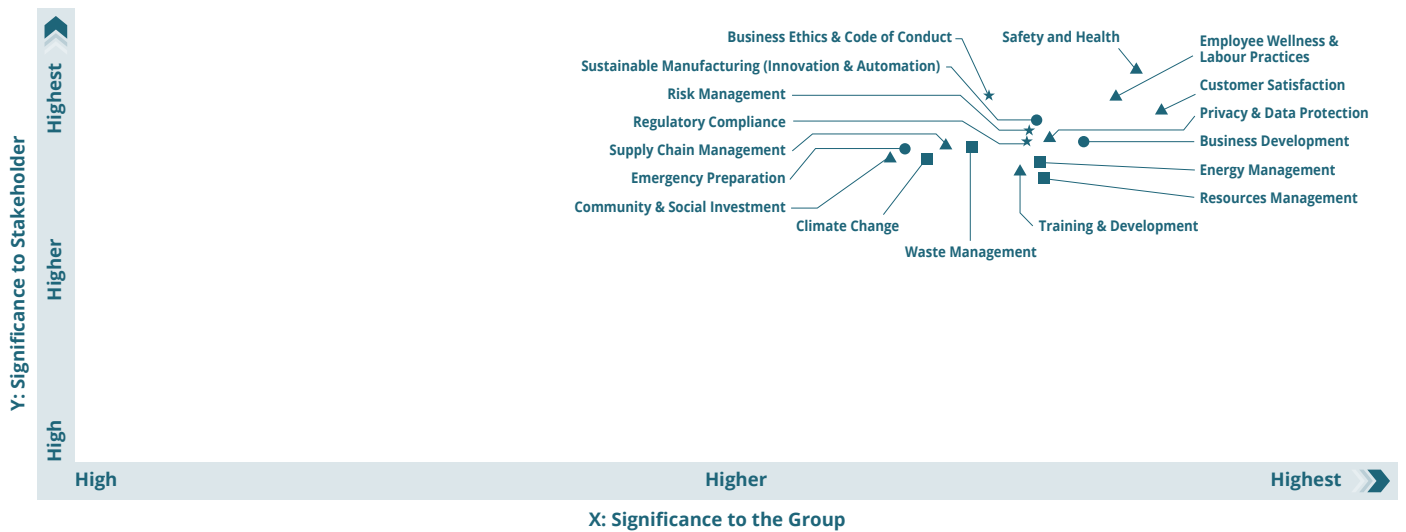 Business Ethics & Code of Conduct
Sustainable Manufacturing (Innovation & Automation)
Risk Management
Regulatory Compliance
Supply Chain Management
Emergency Preparation
Community & Social Investment
Climate Change
Waste Management
Safety and Health
Employee Wellness &
Labour Practices
Customer Satisfaction
Privacy & Data Protection
Business Development
Energy Management
Resources Management
Training & Development
Y: Significance to Stakeholder
Highest
Higher
High
High
Higher
Highest
X: Significance to the Group